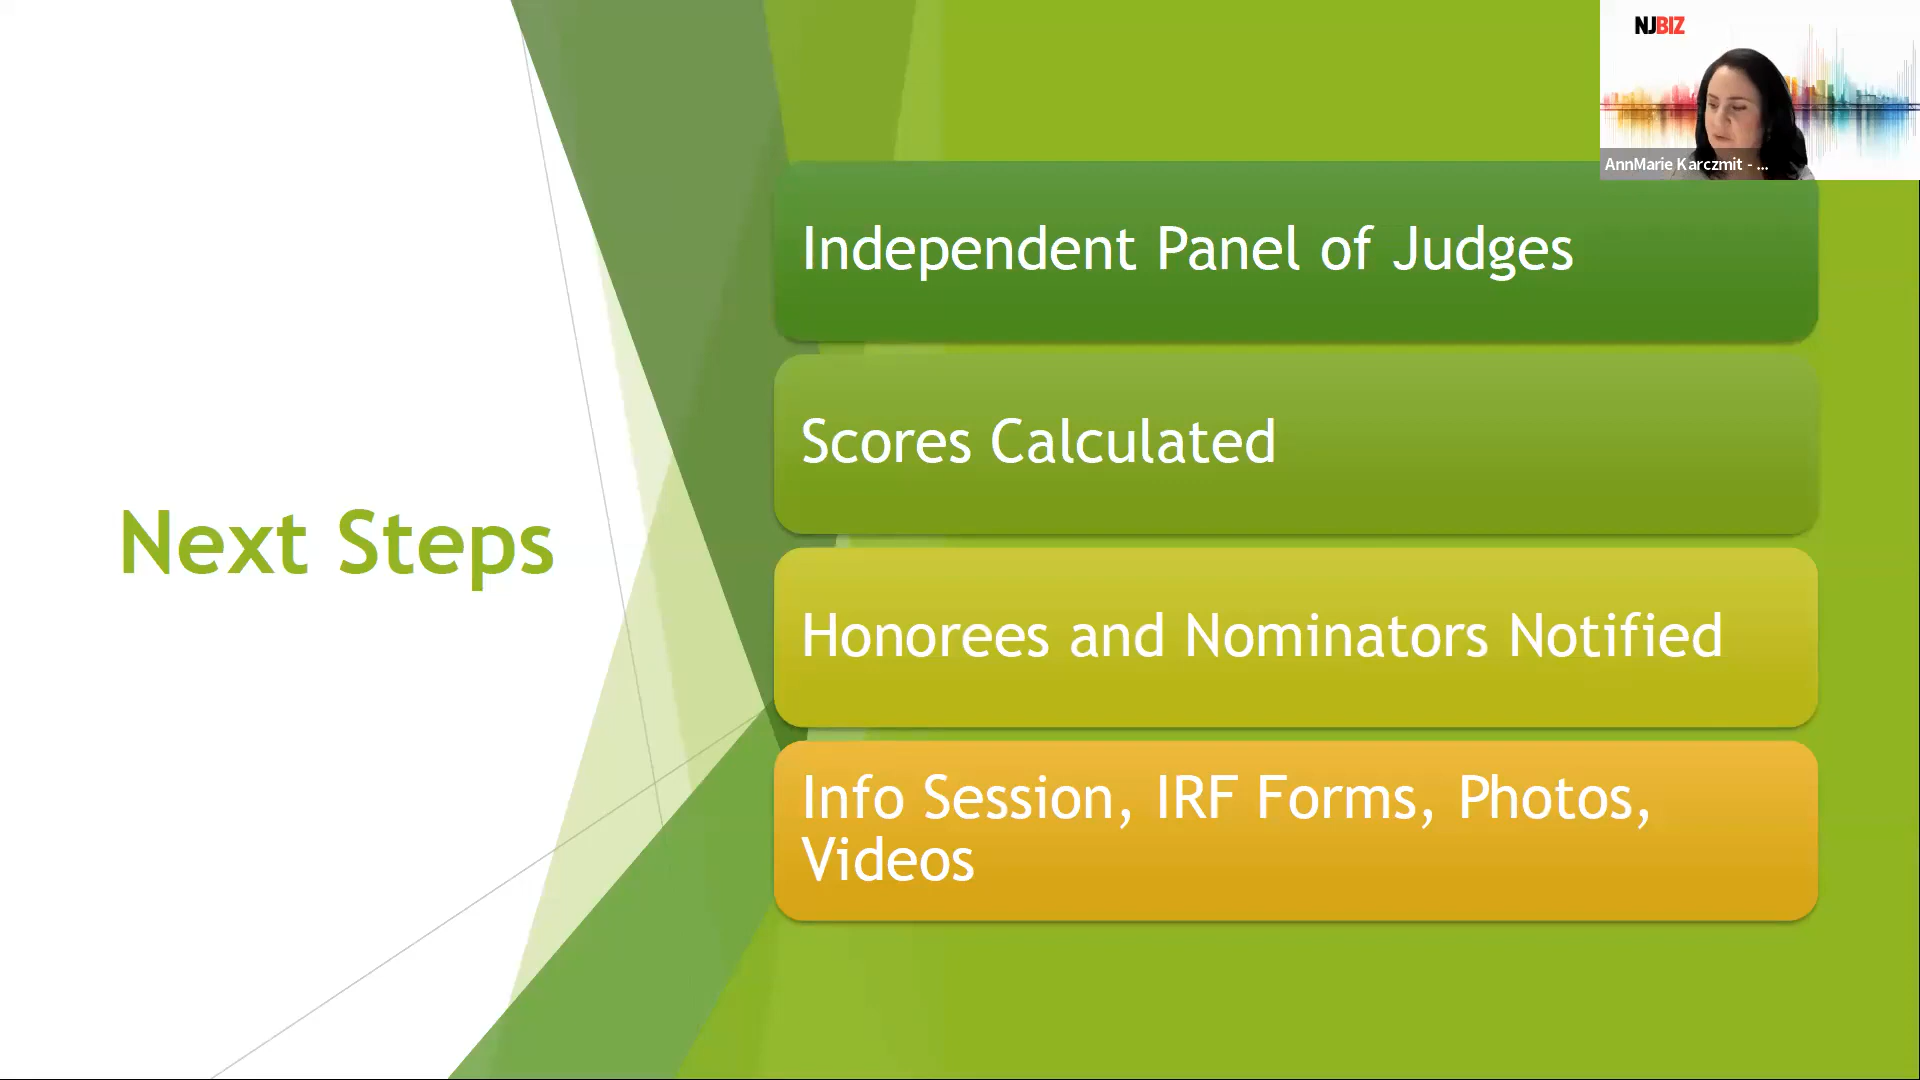 NJBIZ
AnnMarie Karczmit - ...
Next Steps
Independent Panel of Judges
Scores Calculated
Honorees and Nominators Notified
Info Session, IRF Forms, Photos,
Videos